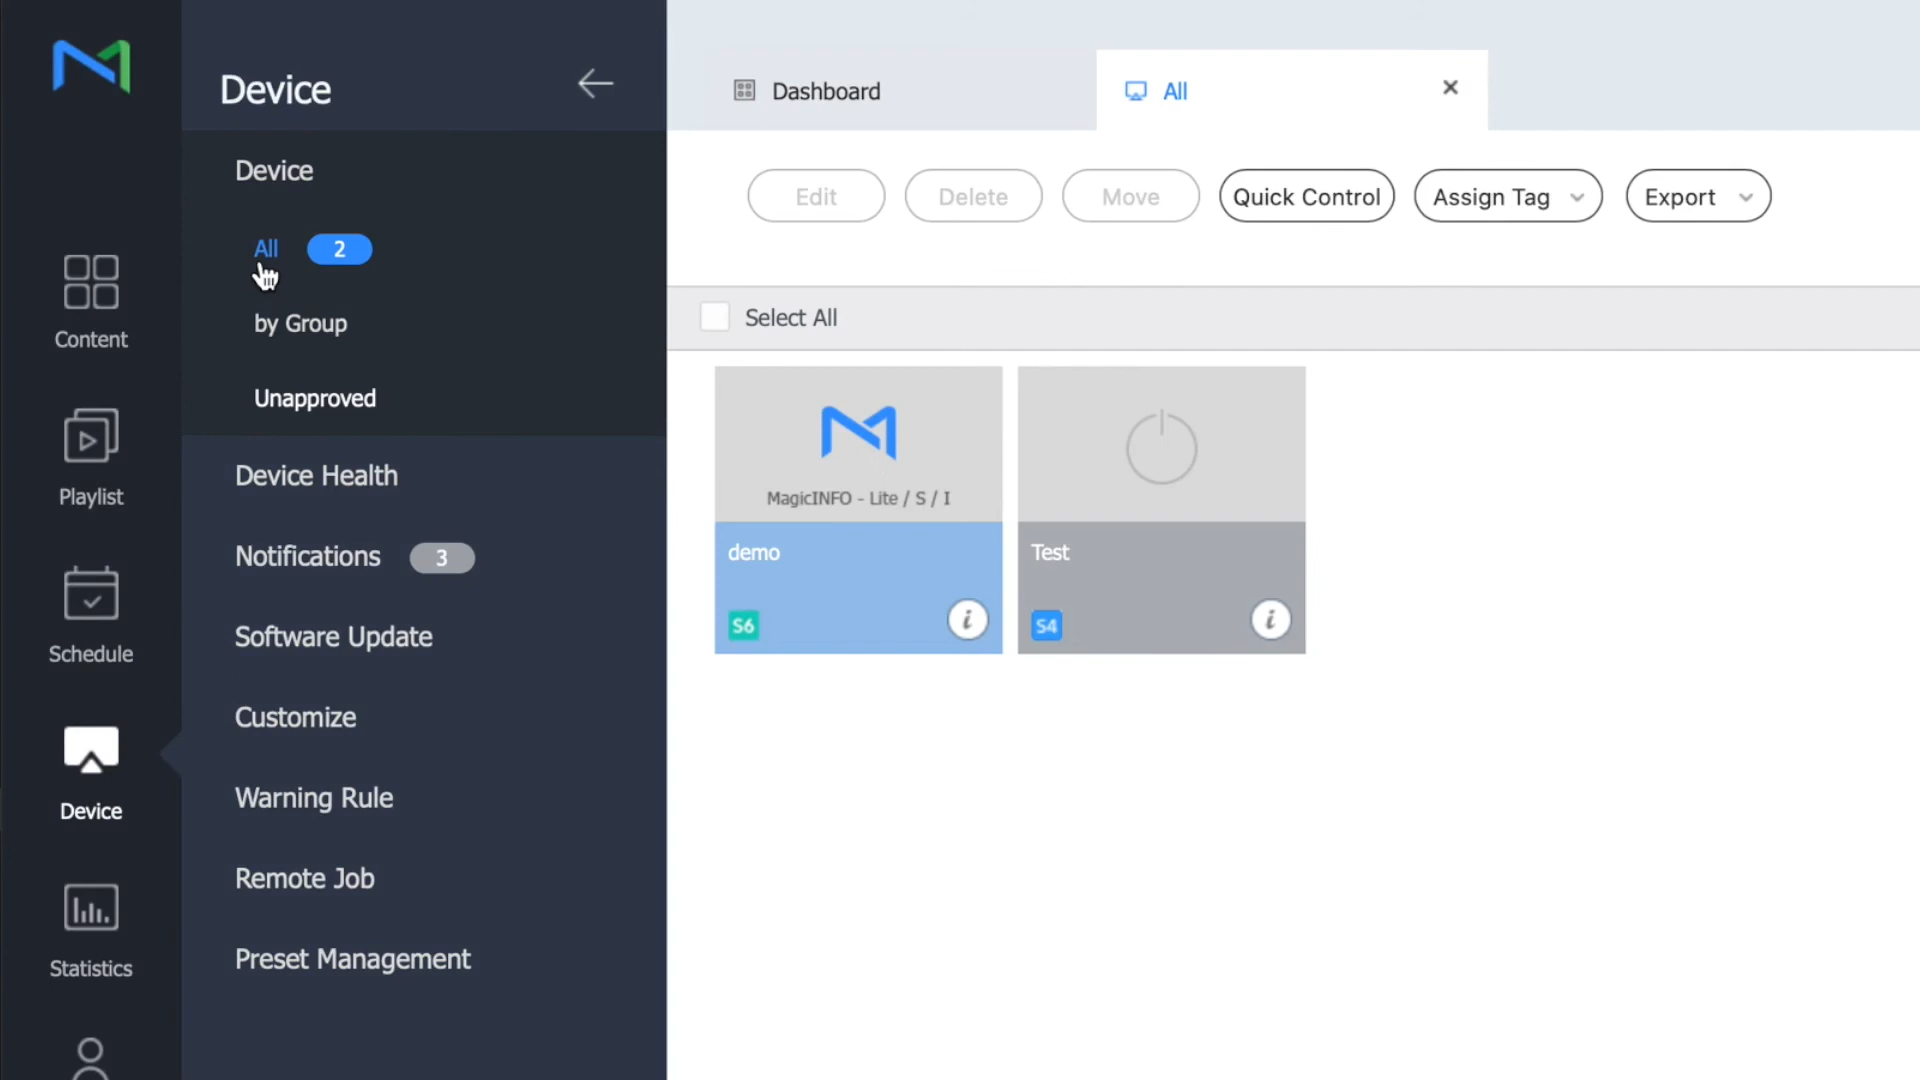 Device
Dashboard
All
Device
Edit
Delete
Move
Quick Control
Assign Tag
Export
All 2
by Group
Select All
Content
Unapproved
Device Health
MagicINFO - Lite / S / I
Playlist
Notifications 3
demo
Test
S6
i
S4
i
Software Update
Schedule
Customize
Warning Rule
Device
Remote Job
Preset Management
Statistics